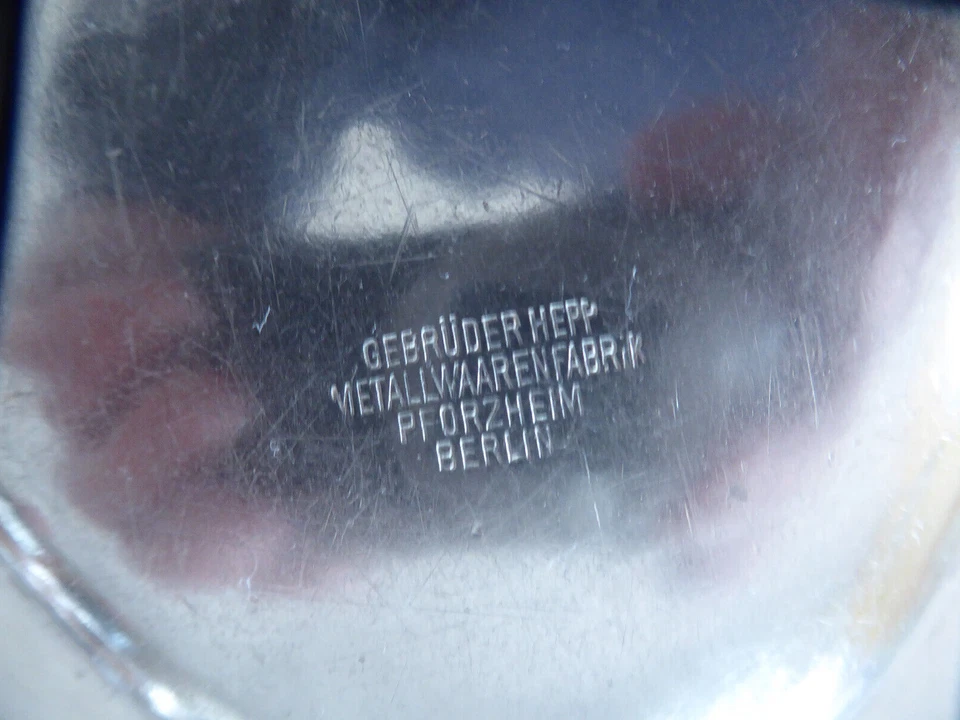 GEBRÜDER HEPP
METALLWAARENFABRIK
PFORZHEIM
BERLIN